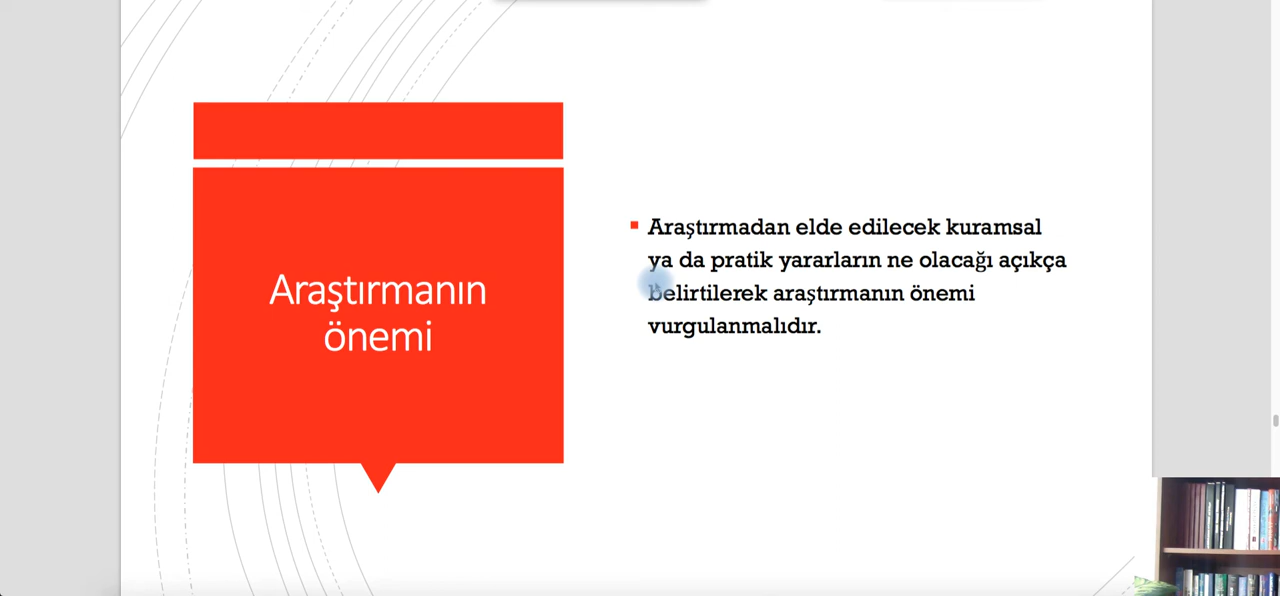 Araştırmanın
önemi
Araştırmadan elde edilecek kuramsal
ya da pratik yararların ne olacağı açıkça
belirtilerek araştırmanın önemi
vurgulanmalıdır.